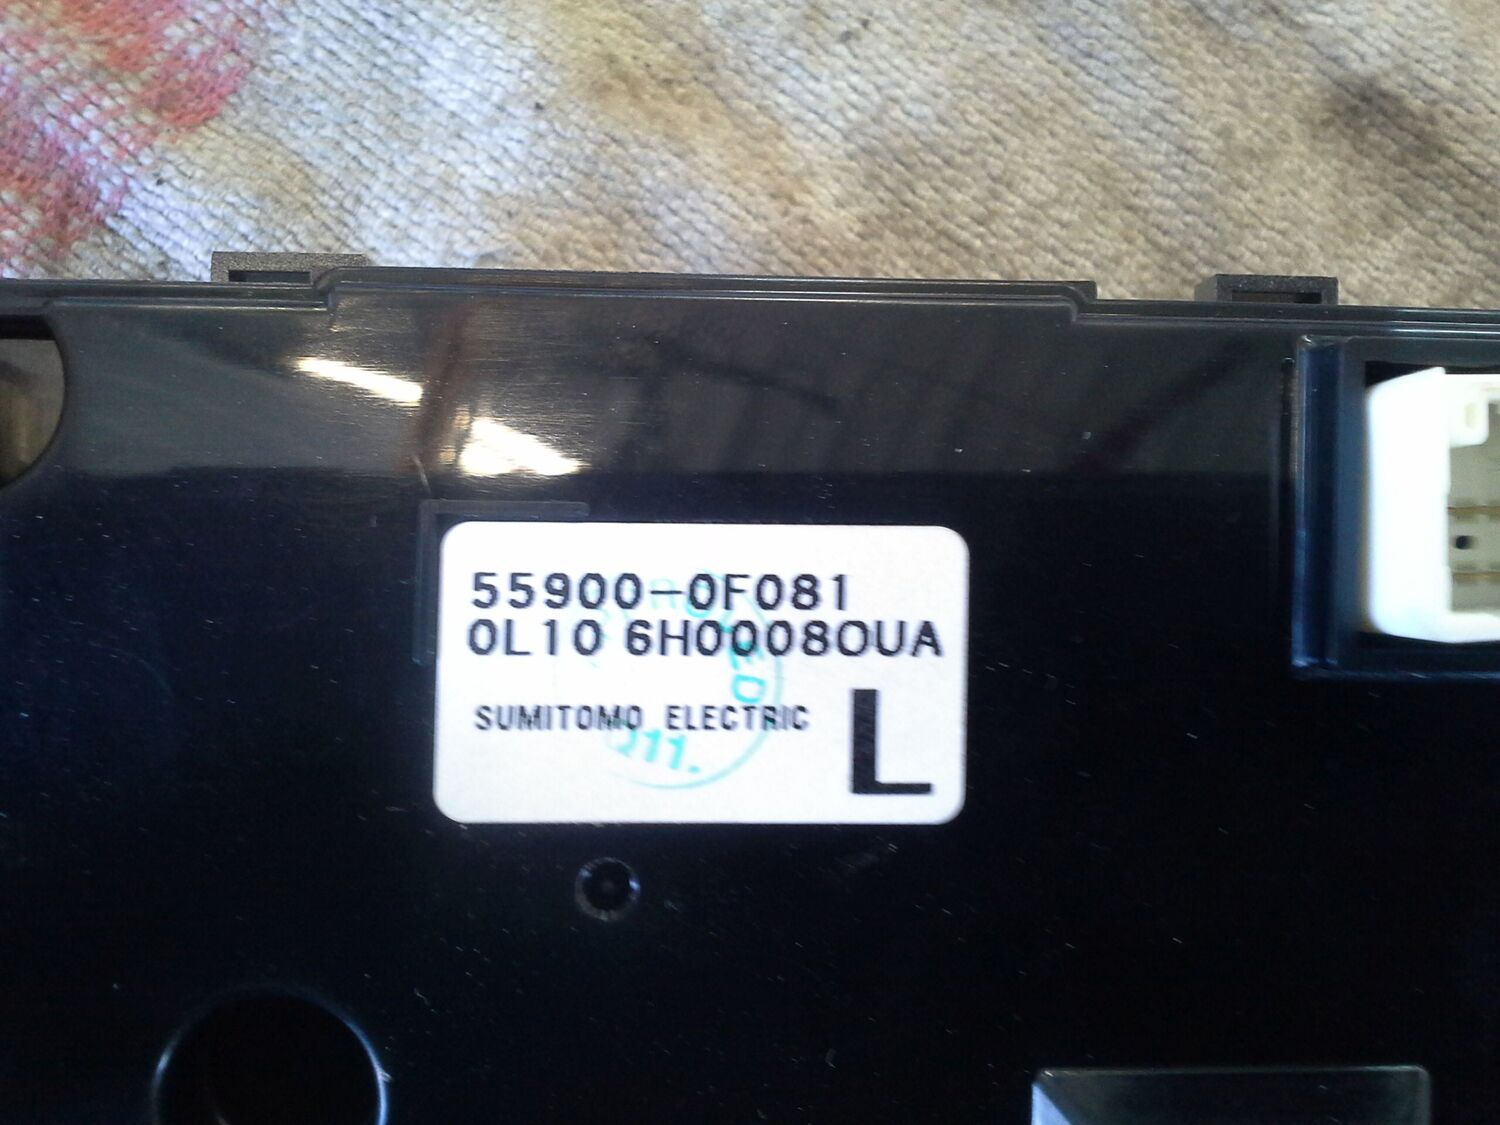 55900-0F081
0L10 6H00080UA
SUMITOMO ELECTRIC
L